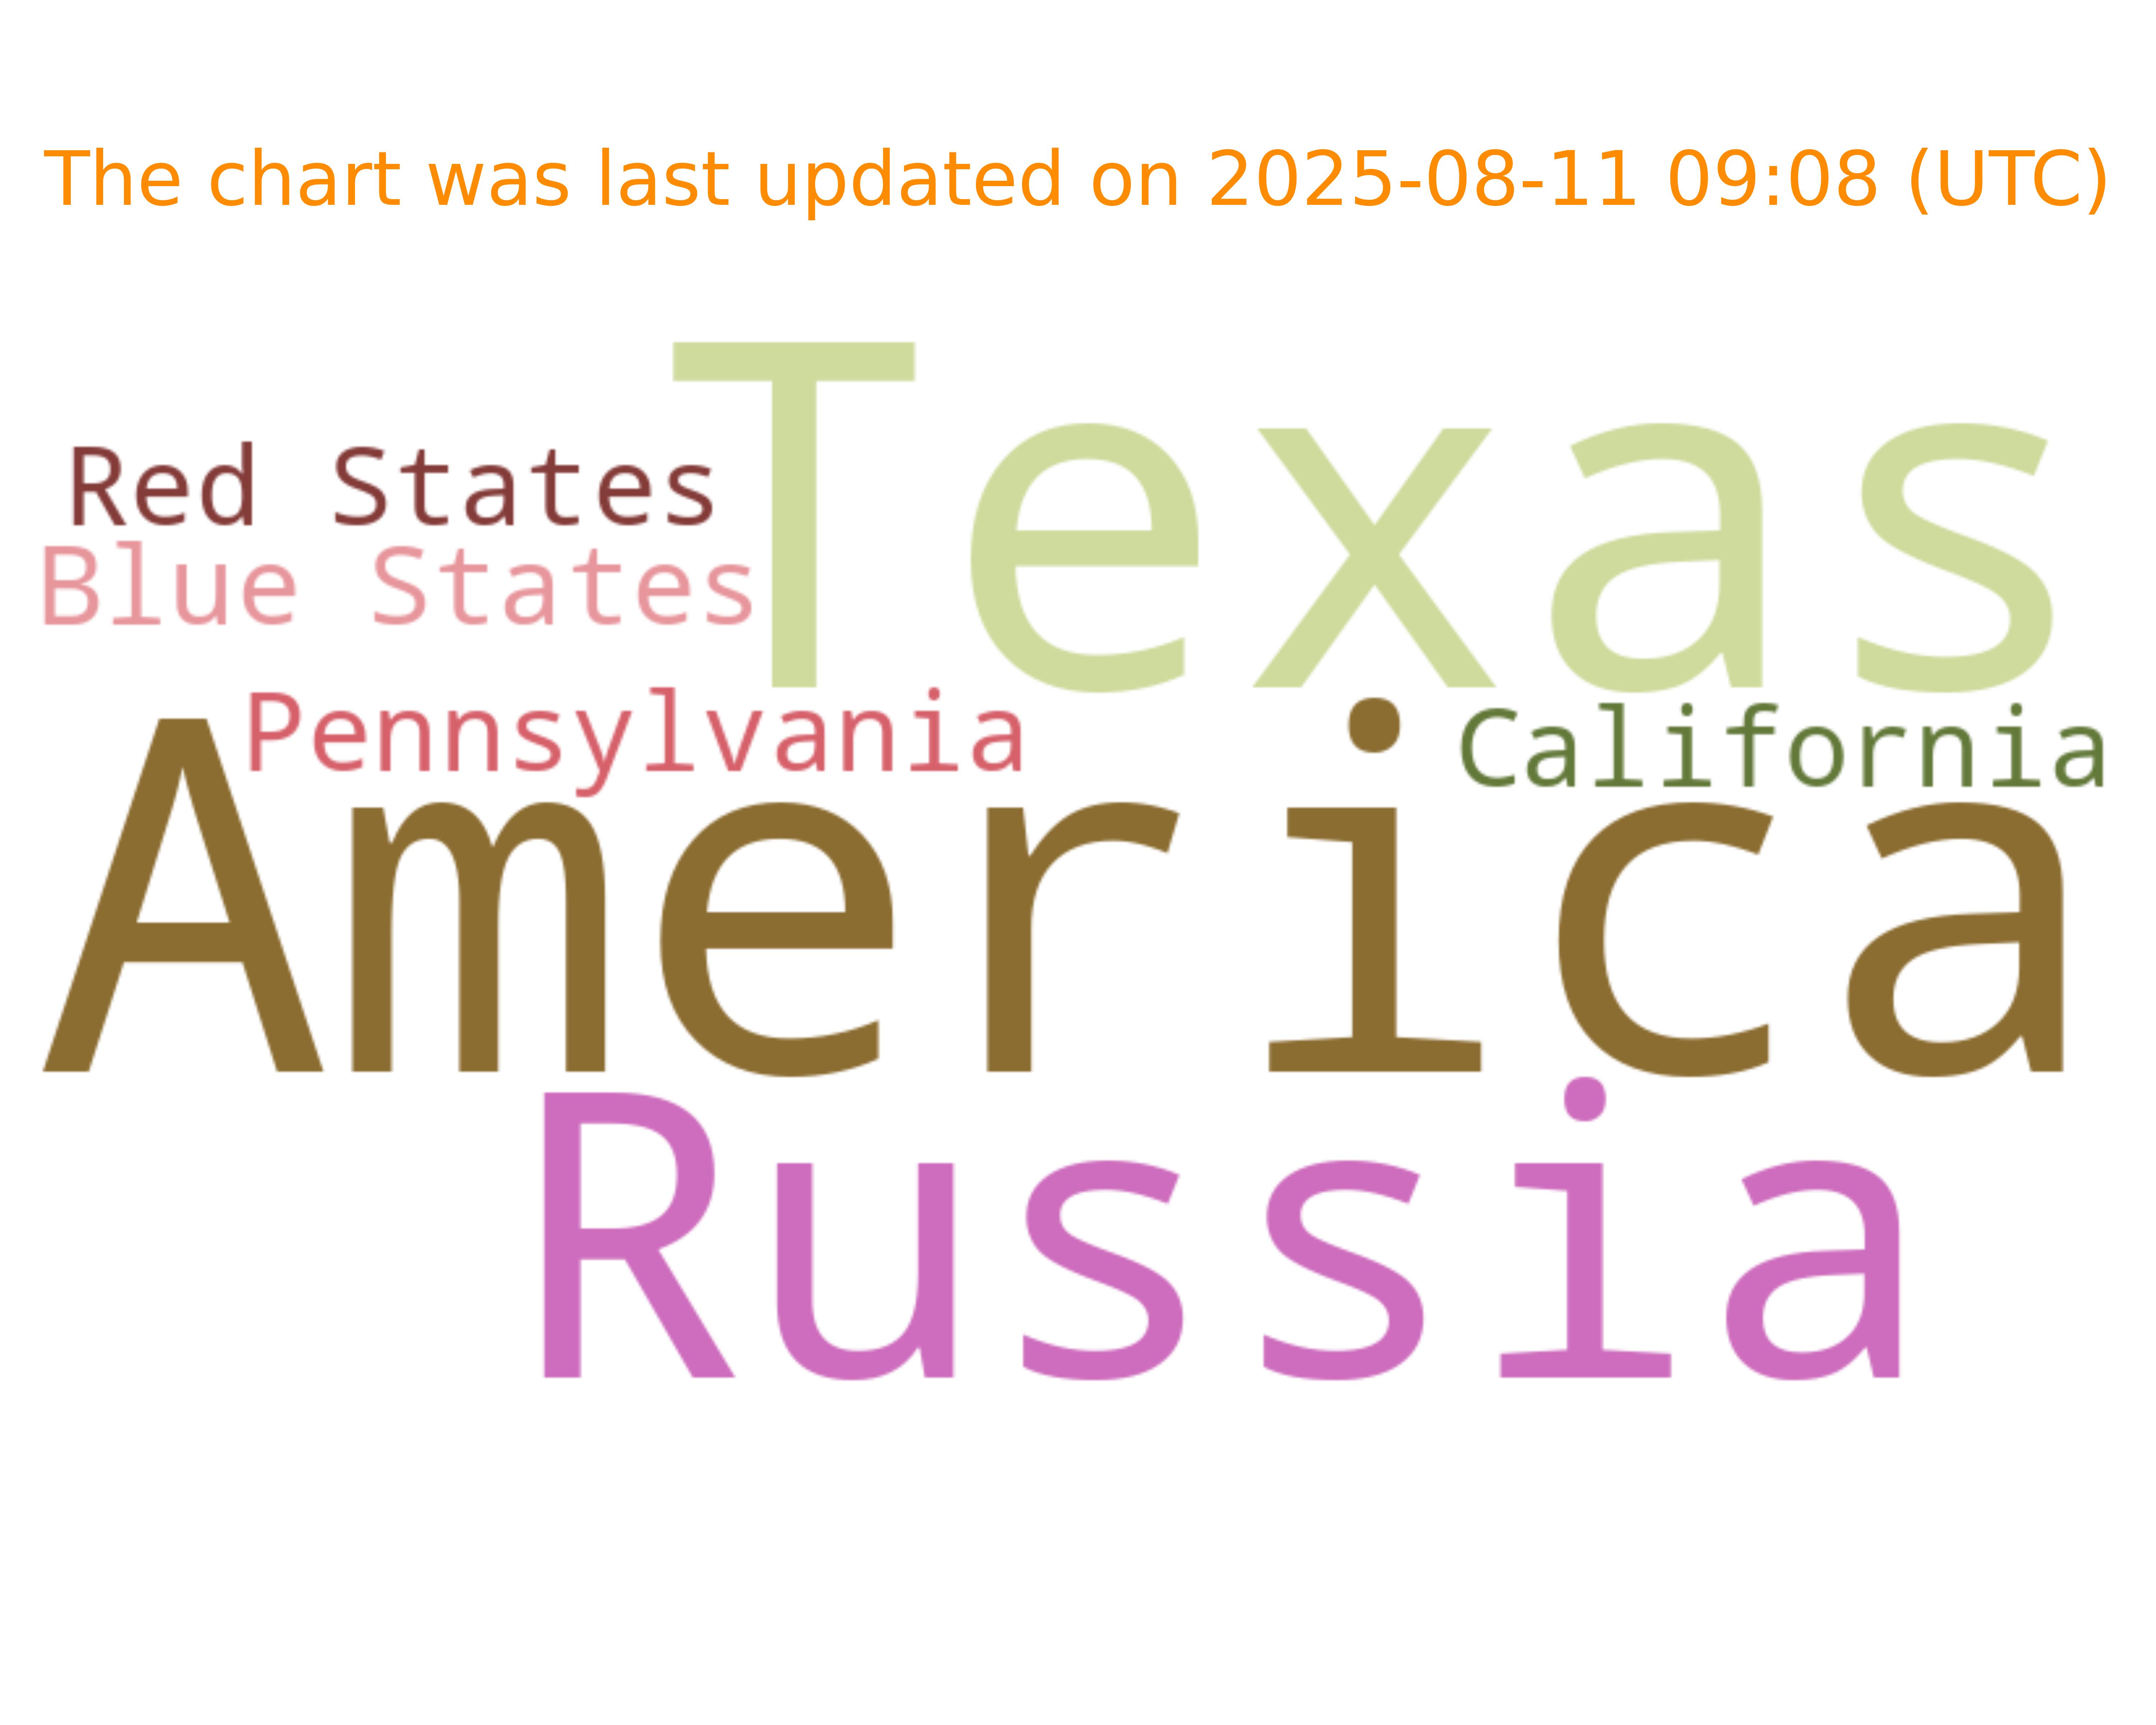 The chart was last updated on 2025-08-11 09:08 (UTC)
Texas
Red States
Blue States
Pennsylvania
California
America
Russia